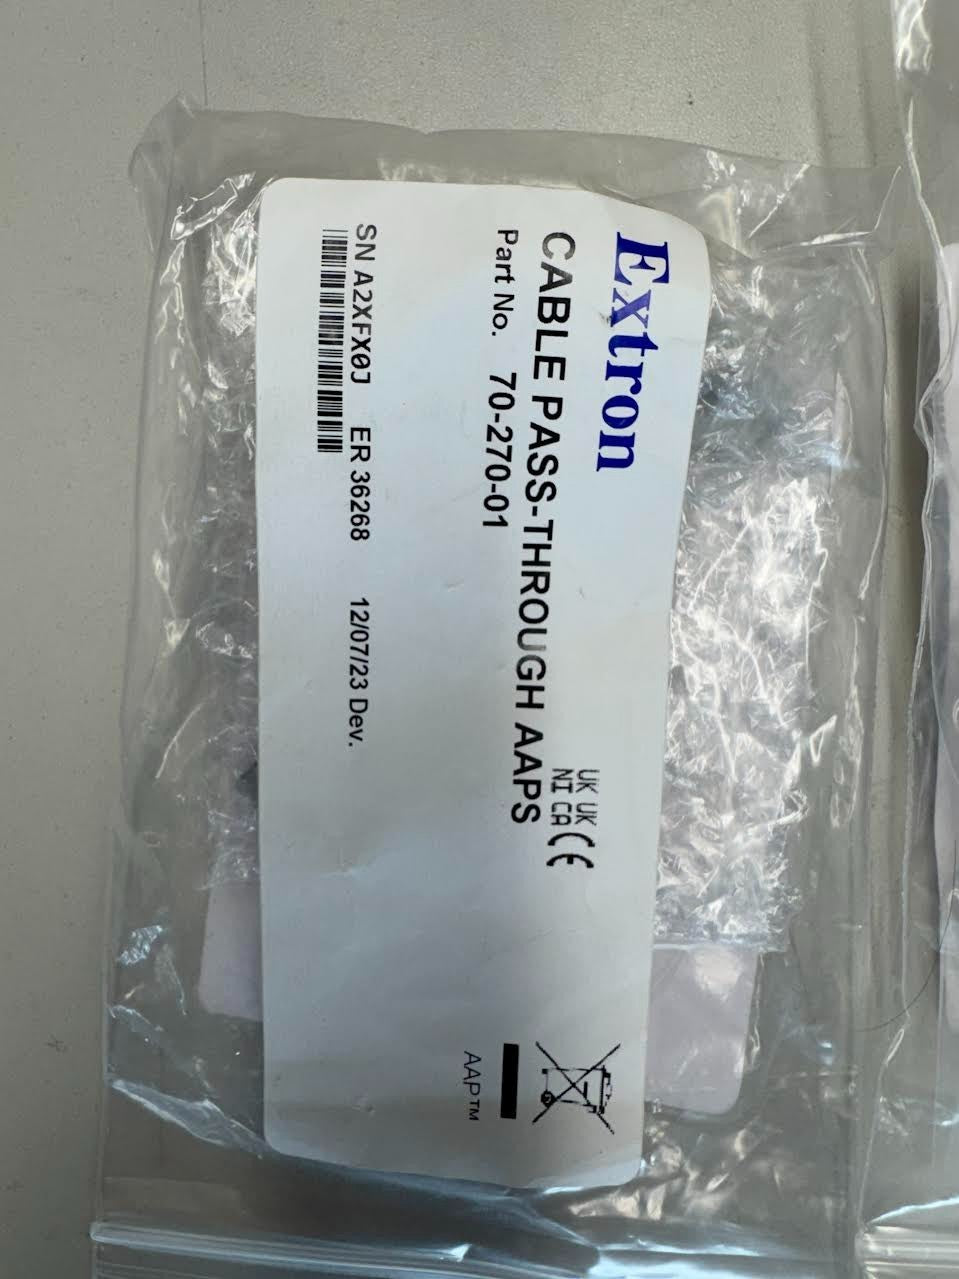 Extron
UK UK CE
NI CA
CABLE PASS-THROUGH AAPS
Part No. 70-270-01
SN A2XFX0J ER 36268 12/07/23 Dev.
AAP™